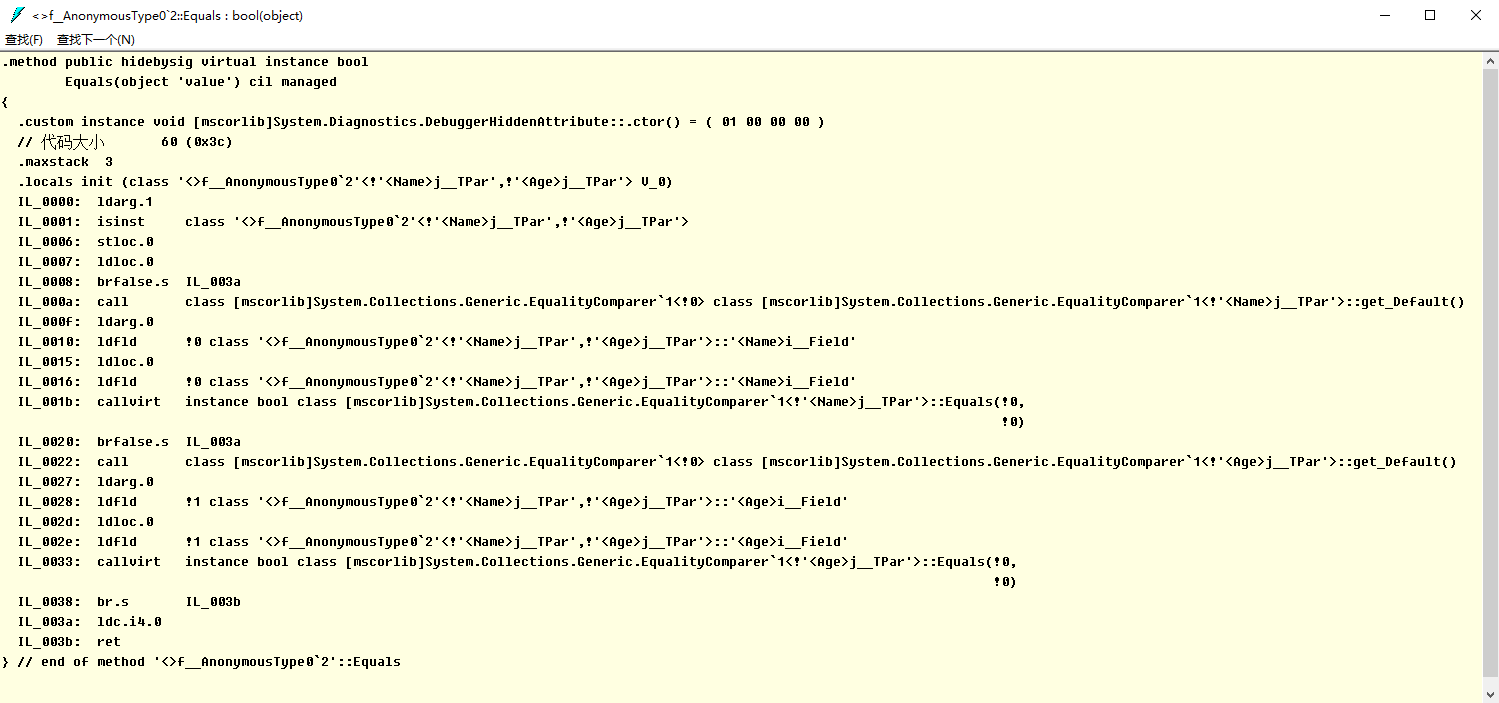 <>f__AnonymousType0`2::Equals : bool(object)
查找(F) 查找下一个(N)
.method public hidebysig virtual instance bool
        Equals(object 'value') cil managed
{
  .custom instance void [mscorlib]System.Diagnostics.DebuggerHiddenAttribute::.ctor() = ( 01 00 00 00 )
  // 代码大小       60 (0x3c)
  .maxstack  3
  .locals init (class '<>f__AnonymousType0`2'<!'<Name>j__TPar',!'<Age>j__TPar'> V_0)
  IL_0000:  ldarg.1
  IL_0001:  isinst     class '<>f__AnonymousType0`2'<!'<Name>j__TPar',!'<Age>j__TPar'>
  IL_0006:  stloc.0
  IL_0007:  ldloc.0
  IL_0008:  brfalse.s  IL_003a
  IL_000a:  call       class [mscorlib]System.Collections.Generic.EqualityComparer`1<!0> class [mscorlib]System.Collections.Generic.EqualityComparer`1<!'<Name>j__TPar'>::get_Default()
  IL_000f:  ldarg.0
  IL_0010:  ldfld      !0 class '<>f__AnonymousType0`2'<!'<Name>j__TPar',!'<Age>j__TPar'>::'<Name>i__Field'
  IL_0015:  ldloc.0
  IL_0016:  ldfld      !0 class '<>f__AnonymousType0`2'<!'<Name>j__TPar',!'<Age>j__TPar'>::'<Name>i__Field'
  IL_001b:  callvirt   instance bool class [mscorlib]System.Collections.Generic.EqualityComparer`1<!'<Name>j__TPar'>::Equals(!0,
                                                                                                                             !0)
  IL_0020:  brfalse.s  IL_003a
  IL_0022:  call       class [mscorlib]System.Collections.Generic.EqualityComparer`1<!0> class [mscorlib]System.Collections.Generic.EqualityComparer`1<!'<Age>j__TPar'>::get_Default()
  IL_0027:  ldarg.0
  IL_0028:  ldfld      !1 class '<>f__AnonymousType0`2'<!'<Name>j__TPar',!'<Age>j__TPar'>::'<Age>i__Field'
  IL_002d:  ldloc.0
  IL_002e:  ldfld      !1 class '<>f__AnonymousType0`2'<!'<Name>j__TPar',!'<Age>j__TPar'>::'<Age>i__Field'
  IL_0033:  callvirt   instance bool class [mscorlib]System.Collections.Generic.EqualityComparer`1<!'<Age>j__TPar'>::Equals(!0,
                                                                                                                            !0)
  IL_0038:  br.s       IL_003b
  IL_003a:  ldc.i4.0
  IL_003b:  ret
} // end of method '<>f__AnonymousType0`2'::Equals